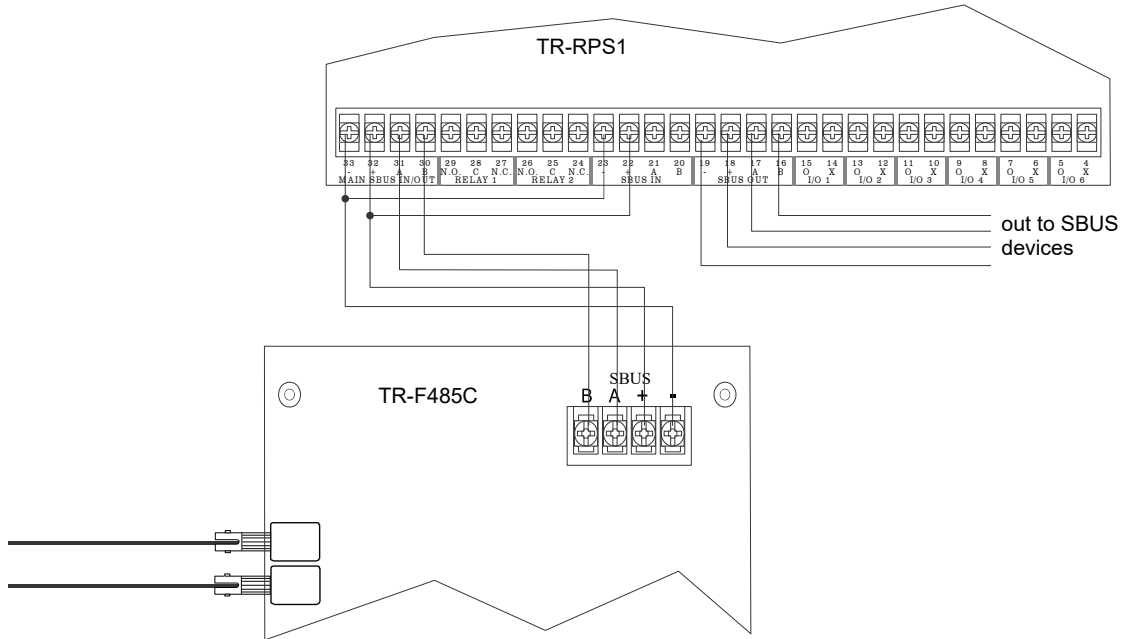 TR-RPS1
33 32 31 30 29 28 27 26 25 24 23 22 21 20 19 18 17 16 15 14 13 12 11 10 9 8 7 6 5 4
- + A B N.O. C N.C. N.O. C N.C. - + A B - + A B O X O X O X O X O X O X
MAIN SBUS IN/OUT RELAY 1 RELAY 2 SBUS IN SBUS OUT I/O 1 I/O 2 I/O 3 I/O 4 I/O 5 I/O 6
out to SBUS
devices
TR-F485C
SBUS
B A + -